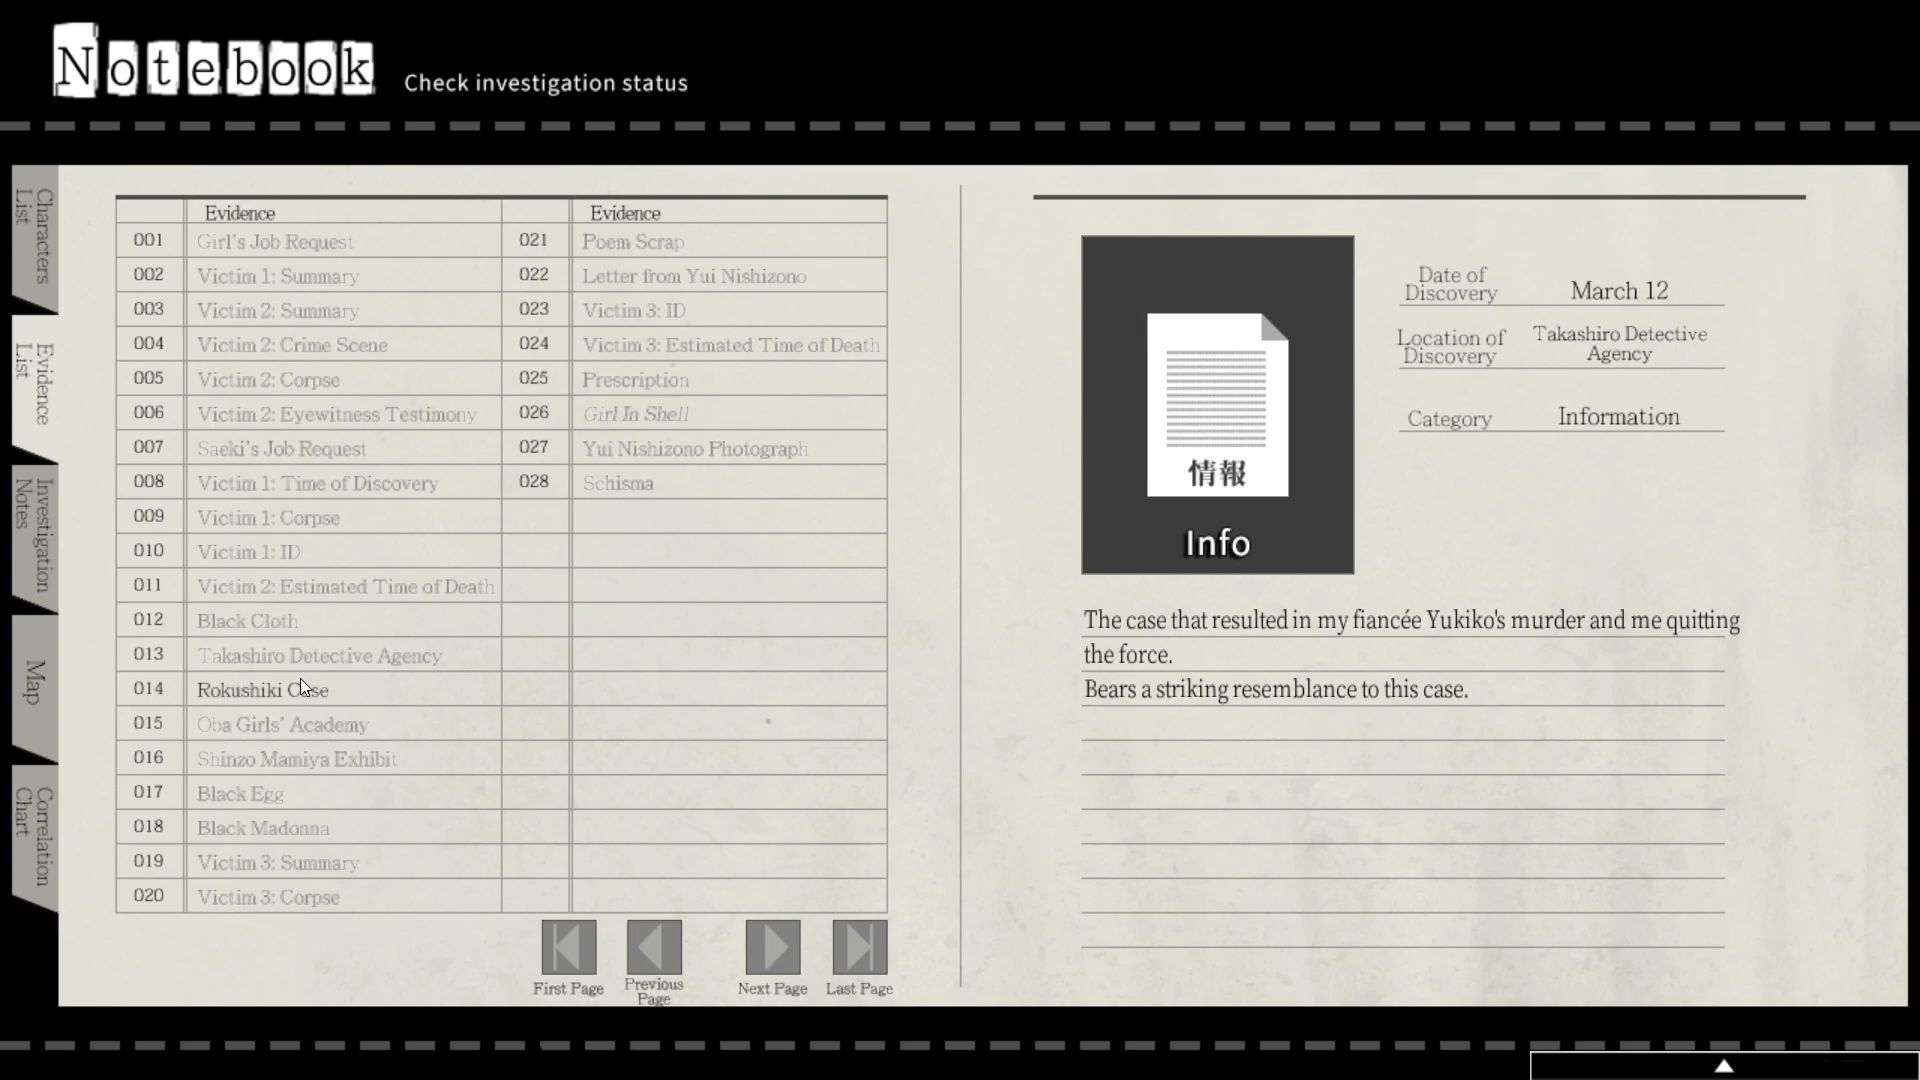 Notebook
Check investigation status
Characters List
Evidence List
Investigation Notes
Map
Correlation Chart
Evidence Evidence
001 Girl's Job Request 021 Poem Scrap
002 Victim 1: Summary 022 Letter from Yui Nishizono
003 Victim 2: Summary 023 Victim 3: ID
004 Victim 2: Crime Scene 024 Victim 3: Estimated Time of Death
005 Victim 2: Corpse 025 Prescription
006 Victim 2: Eyewitness Testimony 026 Girl In Shell
007 Saeki's Job Request 027 Yui Nishizono Photograph
008 Victim 1: Time of Discovery 028 Schisma
009 Victim 1: Corpse
010 Victim 1: ID
011 Victim 2: Estimated Time of Death
012 Black Cloth
013 Takashiro Detective Agency
014 Rokushiki Case
015 Oba Girls' Academy
016 Shinzo Mamiya Exhibit
017 Black Egg
018 Black Madonna
019 Victim 3: Summary
020 Victim 3: Corpse
First Page
Previous Page
Next Page
Last Page
情報
Info
Date of Discovery March 12
Location of Discovery Takashiro Detective Agency
Category Information
The case that resulted in my fiancée Yukiko's murder and me quitting
the force.
Bears a striking resemblance to this case.